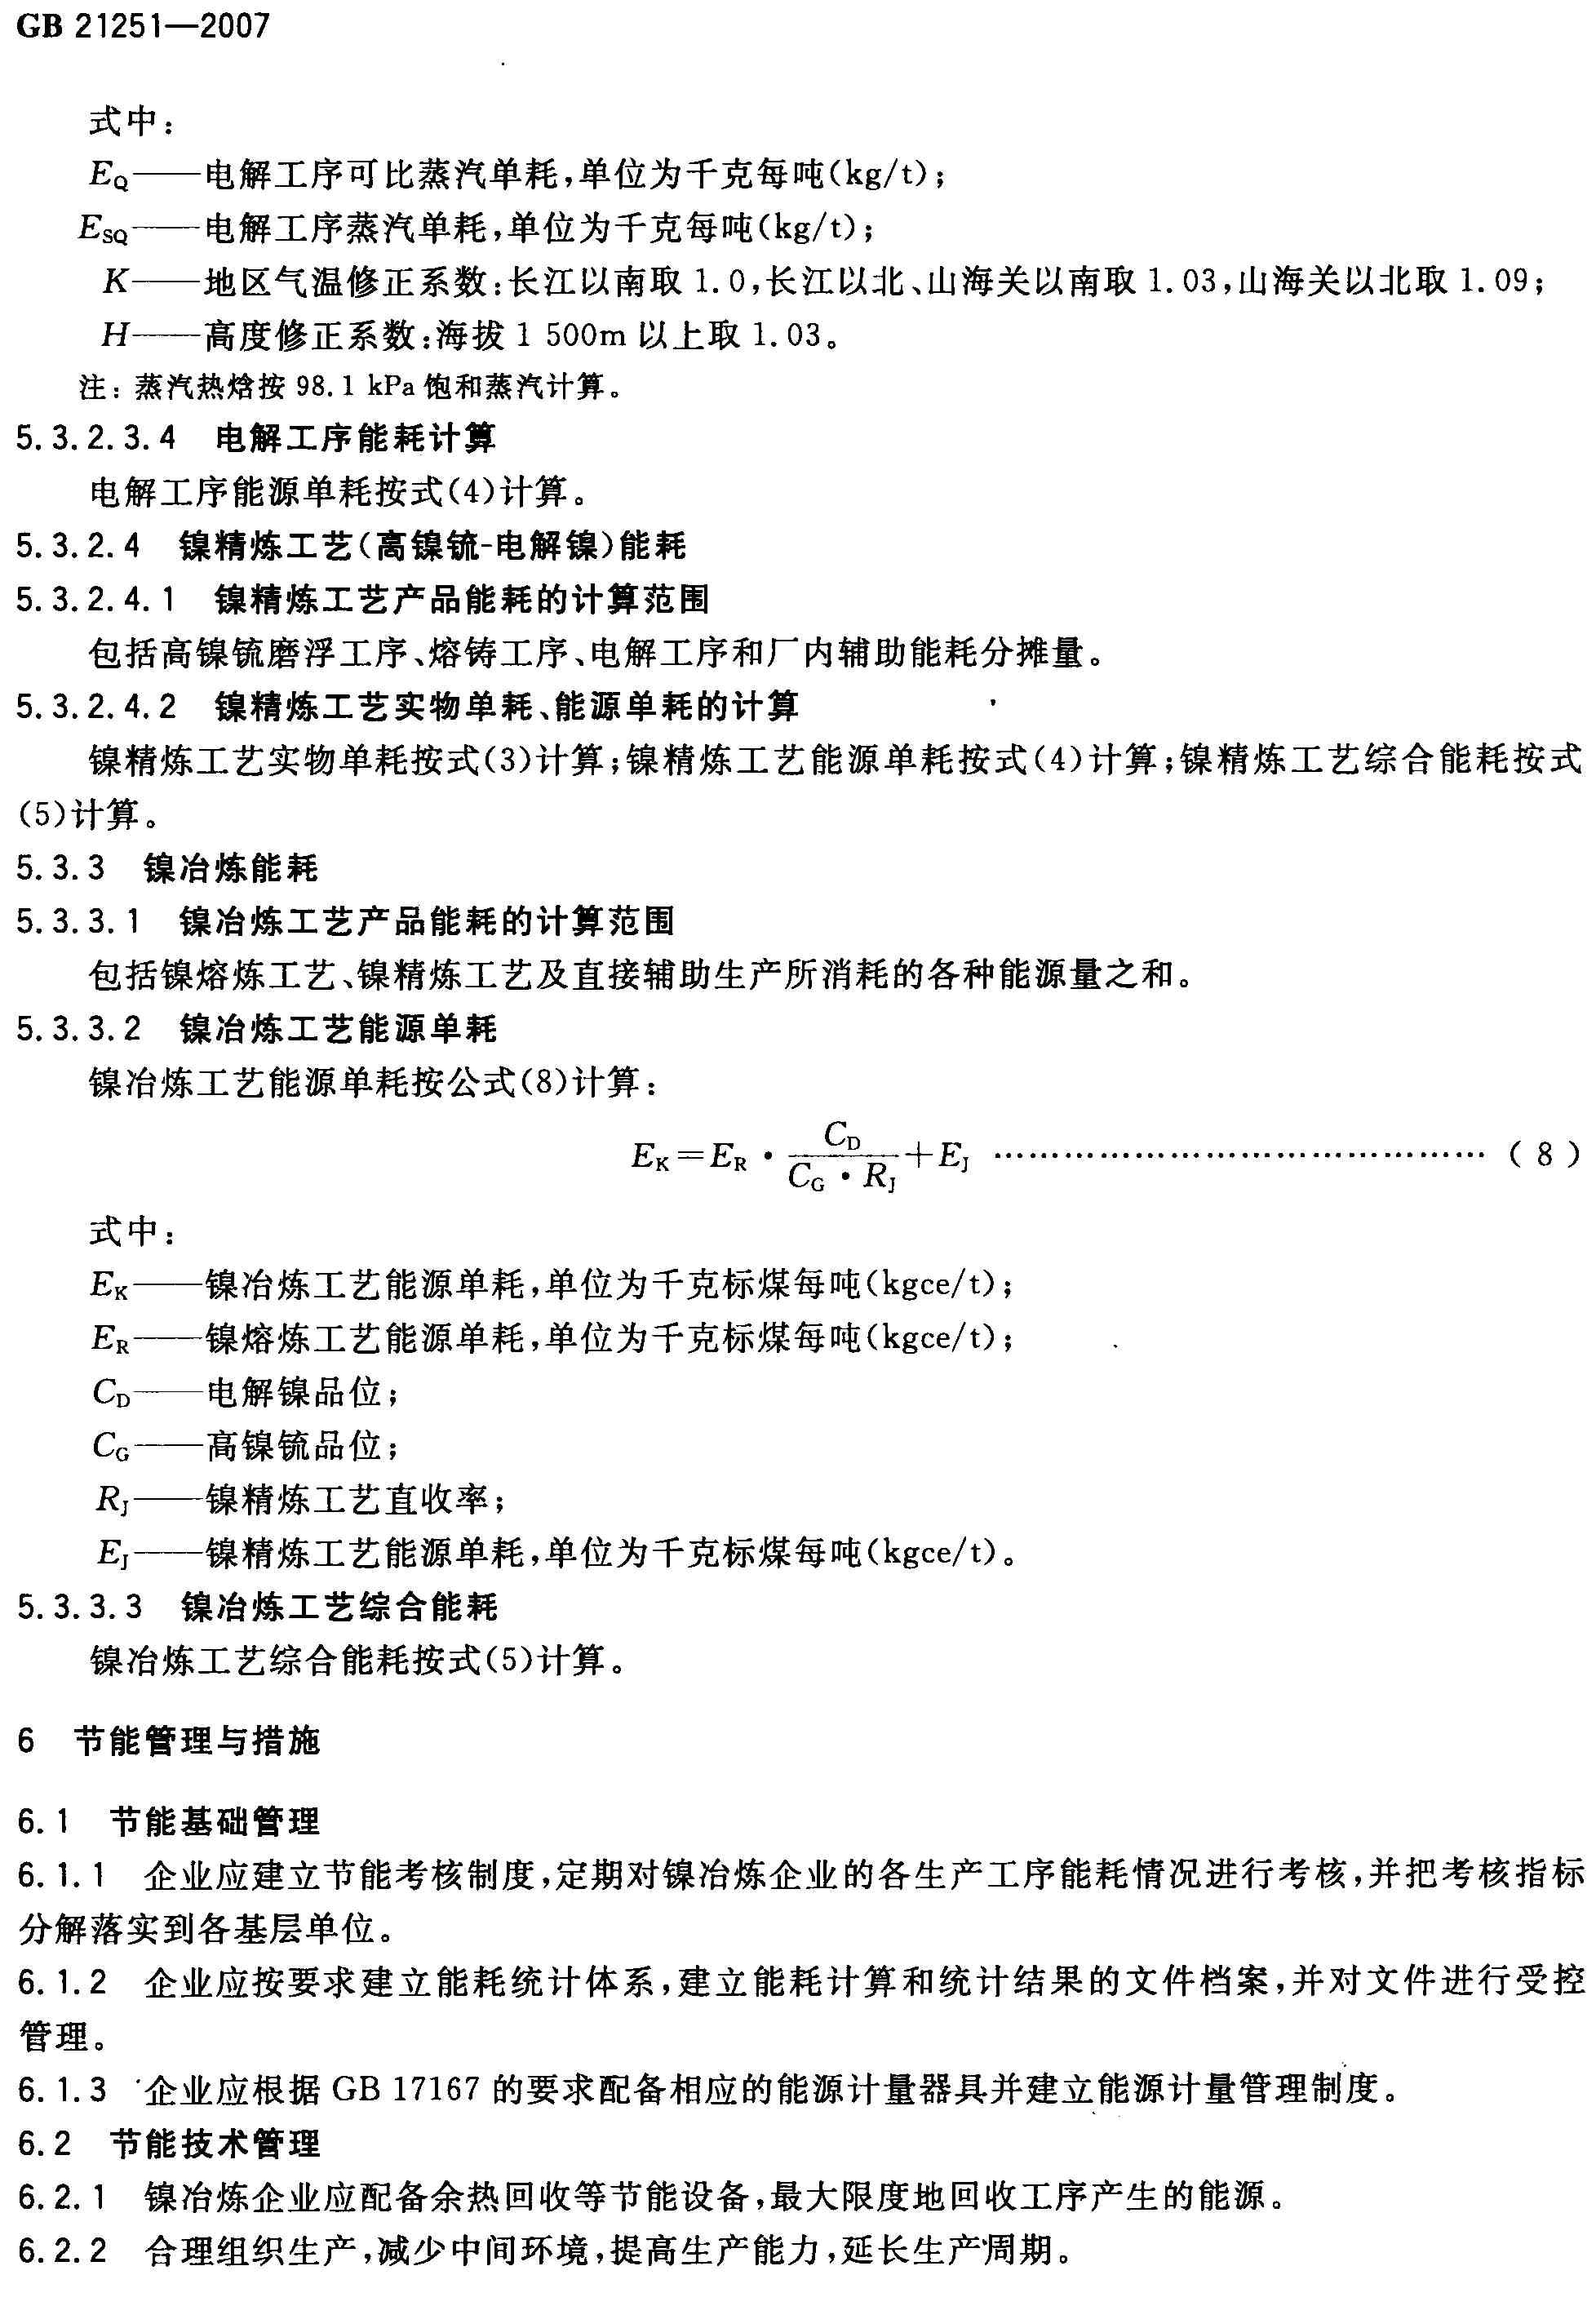 GB 21251—2007
式中：
E_Q——电解工序可比蒸汽单耗，单位为千克每吨(kg/t)；
E_SQ——电解工序蒸汽单耗，单位为千克每吨(kg/t)；
K——地区气温修正系数：长江以南取 1.0，长江以北、山海关以南取 1.03，山海关以北取 1.09；
H——高度修正系数：海拔 1 500m 以上取 1.03。
注：蒸汽热焓按 98.1 kPa 饱和蒸汽计算。
5.3.2.3.4 电解工序能耗计算
电解工序能源单耗按式(4)计算。
5.3.2.4 镍精炼工艺(高镍锍-电解镍)能耗
5.3.2.4.1 镍精炼工艺产品能耗的计算范围
包括高镍锍磨浮工序、熔铸工序、电解工序和厂内辅助能耗分摊量。
5.3.2.4.2 镍精炼工艺实物单耗、能源单耗的计算
镍精炼工艺实物单耗按式(3)计算；镍精炼工艺能源单耗按式(4)计算；镍精炼工艺综合能耗按式
(5)计算。
5.3.3 镍冶炼能耗
5.3.3.1 镍冶炼工艺产品能耗的计算范围
包括镍熔炼工艺、镍精炼工艺及直接辅助生产所消耗的各种能源量之和。
5.3.3.2 镍冶炼工艺能源单耗
镍冶炼工艺能源单耗按公式(8)计算：
E_K = E_R · C_D / (C_G · R_J) + E_J ……………………………………（8）
式中：
E_K——镍冶炼工艺能源单耗，单位为千克标煤每吨(kgce/t)；
E_R——镍熔炼工艺能源单耗，单位为千克标煤每吨(kgce/t)；
C_D——电解镍品位；
C_G——高镍锍品位；
R_J——镍精炼工艺直收率；
E_J——镍精炼工艺能源单耗，单位为千克标煤每吨(kgce/t)。
5.3.3.3 镍冶炼工艺综合能耗
镍冶炼工艺综合能耗按式(5)计算。
6 节能管理与措施
6.1 节能基础管理
6.1.1 企业应建立节能考核制度，定期对镍冶炼企业的各生产工序能耗情况进行考核，并把考核指标
分解落实到各基层单位。
6.1.2 企业应按要求建立能耗统计体系，建立能耗计算和统计结果的文件档案，并对文件进行受控
管理。
6.1.3 企业应根据 GB 17167 的要求配备相应的能源计量器具并建立能源计量管理制度。
6.2 节能技术管理
6.2.1 镍冶炼企业应配备余热回收等节能设备，最大限度地回收工序产生的能源。
6.2.2 合理组织生产，减少中间环境，提高生产能力，延长生产周期。